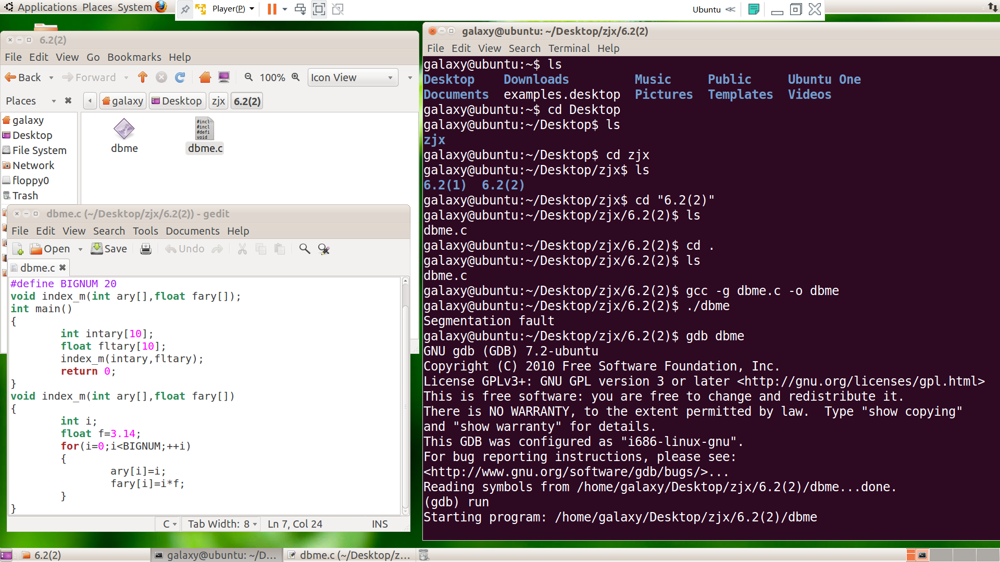 Applications Places System
Player(P)
Ubuntu
6.2(2)
File Edit View Go Bookmarks Help
Back Forward 100% Icon View
Places galaxy Desktop zjx 6.2(2)
galaxy
Desktop
File System
Network
floppy0
Trash
#incl
#incl
#defi
void
dbme dbme.c
dbme.c (~/Desktop/zjx/6.2(2)) - gedit
File Edit View Search Tools Documents Help
Open Save Undo
dbme.c
#define BIGNUM 20
void index_m(int ary[],float fary[]);
int main()
{
int intary[10];
float fltary[10];
index_m(intary,fltary);
return 0;
}
void index_m(int ary[],float fary[])
{
int i;
float f=3.14;
for(i=0;i<BIGNUM;++i)
{
ary[i]=i;
fary[i]=i*f;
}
}
C Tab Width: 8 Ln 7, Col 24 INS
galaxy@ubuntu: ~/Desktop/zjx/6.2(2)
File Edit View Search Terminal Help
galaxy@ubuntu:~$ ls
Desktop Downloads Music Public Ubuntu One
Documents examples.desktop Pictures Templates Videos
galaxy@ubuntu:~$ cd Desktop
galaxy@ubuntu:~/Desktop$ ls
zjx
galaxy@ubuntu:~/Desktop$ cd zjx
galaxy@ubuntu:~/Desktop/zjx$ ls
6.2(1) 6.2(2)
galaxy@ubuntu:~/Desktop/zjx$ cd "6.2(2)"
galaxy@ubuntu:~/Desktop/zjx/6.2(2)$ ls
dbme.c
galaxy@ubuntu:~/Desktop/zjx/6.2(2)$ cd .
galaxy@ubuntu:~/Desktop/zjx/6.2(2)$ ls
dbme.c
galaxy@ubuntu:~/Desktop/zjx/6.2(2)$ gcc -g dbme.c -o dbme
galaxy@ubuntu:~/Desktop/zjx/6.2(2)$ ./dbme
Segmentation fault
galaxy@ubuntu:~/Desktop/zjx/6.2(2)$ gdb dbme
GNU gdb (GDB) 7.2-ubuntu
Copyright (C) 2010 Free Software Foundation, Inc.
License GPLv3+: GNU GPL version 3 or later <http://gnu.org/licenses/gpl.html>
This is free software: you are free to change and redistribute it.
There is NO WARRANTY, to the extent permitted by law.  Type "show copying"
and "show warranty" for details.
This GDB was configured as "i686-linux-gnu".
For bug reporting instructions, please see:
<http://www.gnu.org/software/gdb/bugs/>...
Reading symbols from /home/galaxy/Desktop/zjx/6.2(2)/dbme...done.
(gdb) run
Starting program: /home/galaxy/Desktop/zjx/6.2(2)/dbme
6.2(2) galaxy@ubuntu: ~/D... dbme.c (~/Desktop/z...